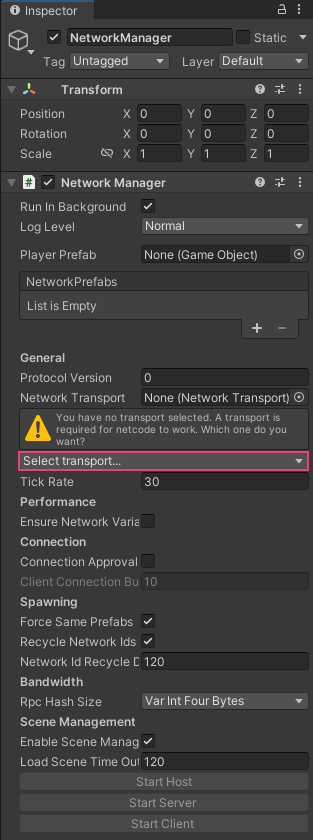 Inspector
NetworkManager Static
Tag Untagged Layer Default
Transform
Position X 0 Y 0 Z 0
Rotation X 0 Y 0 Z 0
Scale X 1 Y 1 Z 1
# Network Manager
Run In Background
Log Level Normal
Player Prefab None (Game Object)
NetworkPrefabs
List is Empty
+ −
General
Protocol Version 0
Network Transport None (Network Transport)
You have no transport selected. A transport is
required for netcode to work. Which one do you
want?
Select transport...
Tick Rate 30
Performance
Ensure Network Varia
Connection
Connection Approval
Client Connection Bu 10
Spawning
Force Same Prefabs
Recycle Network Ids
Network Id Recycle D 120
Bandwidth
Rpc Hash Size Var Int Four Bytes
Scene Management
Enable Scene Manag
Load Scene Time Out 120
Start Host
Start Server
Start Client